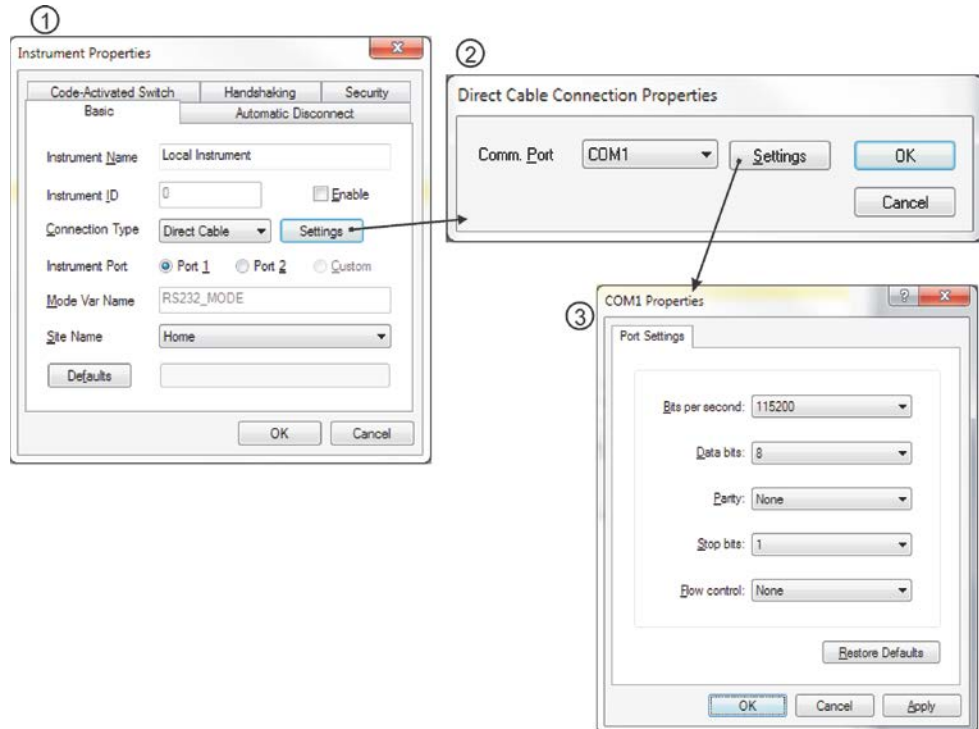 1
Instrument Properties
Code-Activated Switch Handshaking Security
Basic Automatic Disconnect
Instrument Name Local Instrument
Instrument ID 0 Enable
Connection Type Direct Cable Settings
Instrument Port Port 1 Port 2 Custom
Mode Var Name RS232_MODE
Site Name Home
Defaults
OK Cancel
2
Direct Cable Connection Properties
Comm. Port COM1 Settings OK
Cancel
3
COM1 Properties ?
Port Settings
Bits per second: 115200
Data bits: 8
Parity: None
Stop bits: 1
Flow control: None
Restore Defaults
OK Cancel Apply